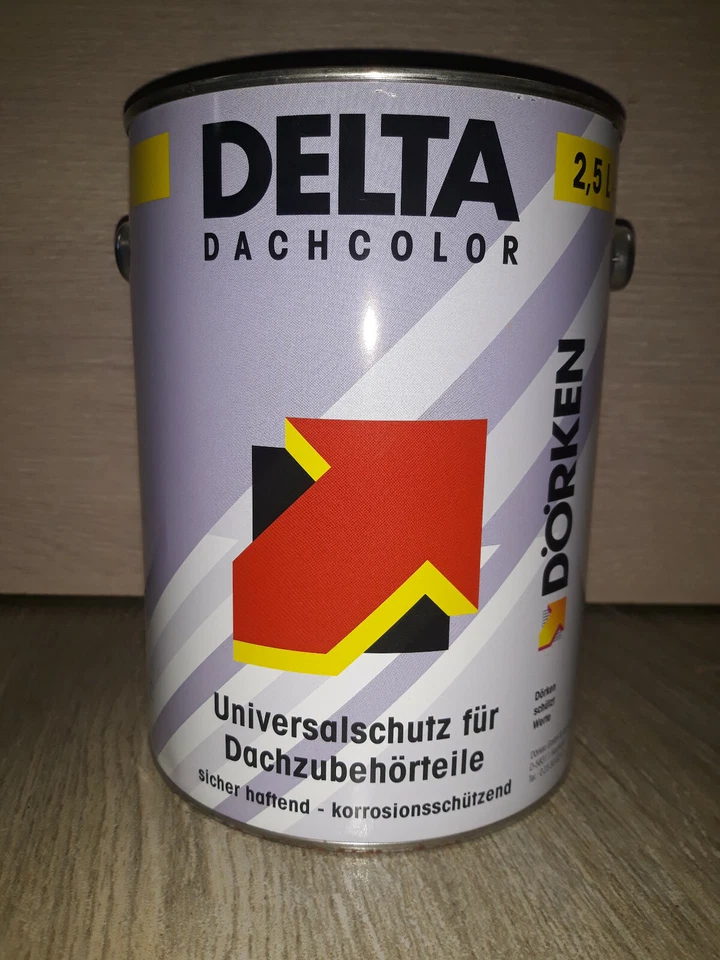 DELTA
DACHCOLOR
2,5 L
DÖRKEN
Universalschutz für
Dachzubehörteile
sicher haftend - korrosionsschützend
Dörken
schützt
Werte